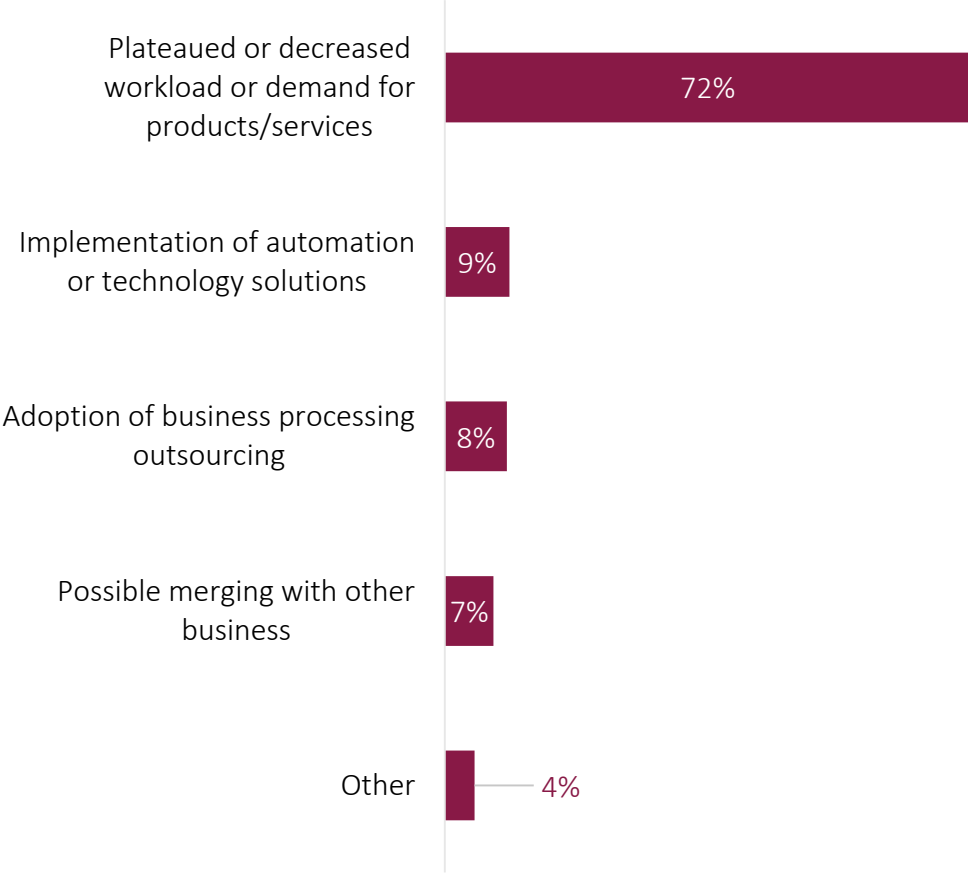 Plateaued or decreased
workload or demand for
products/services
72%
Implementation of automation
or technology solutions
9%
Adoption of business processing
outsourcing
8%
Possible merging with other
business
7%
Other
4%